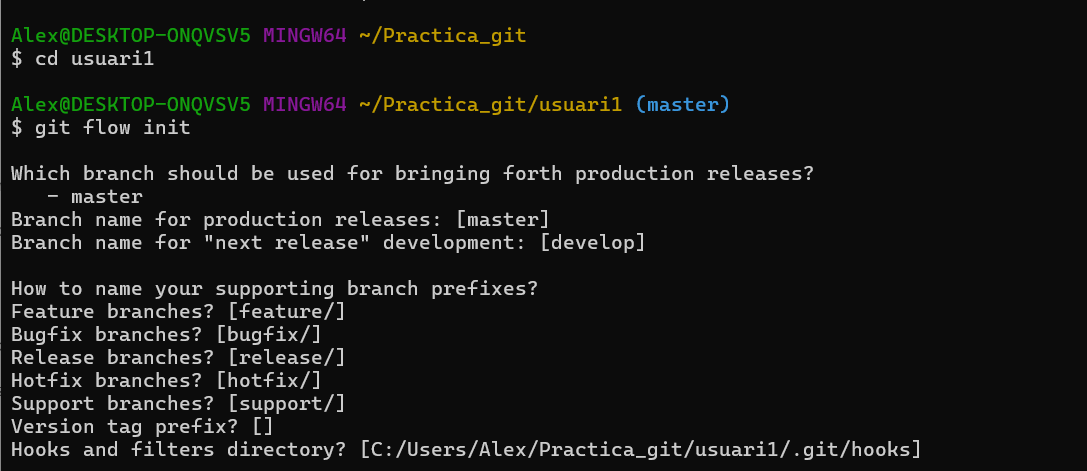 Alex@DESKTOP-ONQVSV5 MINGW64 ~/Practica_git
$ cd usuari1
Alex@DESKTOP-ONQVSV5 MINGW64 ~/Practica_git/usuari1 (master)
$ git flow init
Which branch should be used for bringing forth production releases?
   - master
Branch name for production releases: [master]
Branch name for "next release" development: [develop]
How to name your supporting branch prefixes?
Feature branches? [feature/]
Bugfix branches? [bugfix/]
Release branches? [release/]
Hotfix branches? [hotfix/]
Support branches? [support/]
Version tag prefix? []
Hooks and filters directory? [C:/Users/Alex/Practica_git/usuari1/.git/hooks]